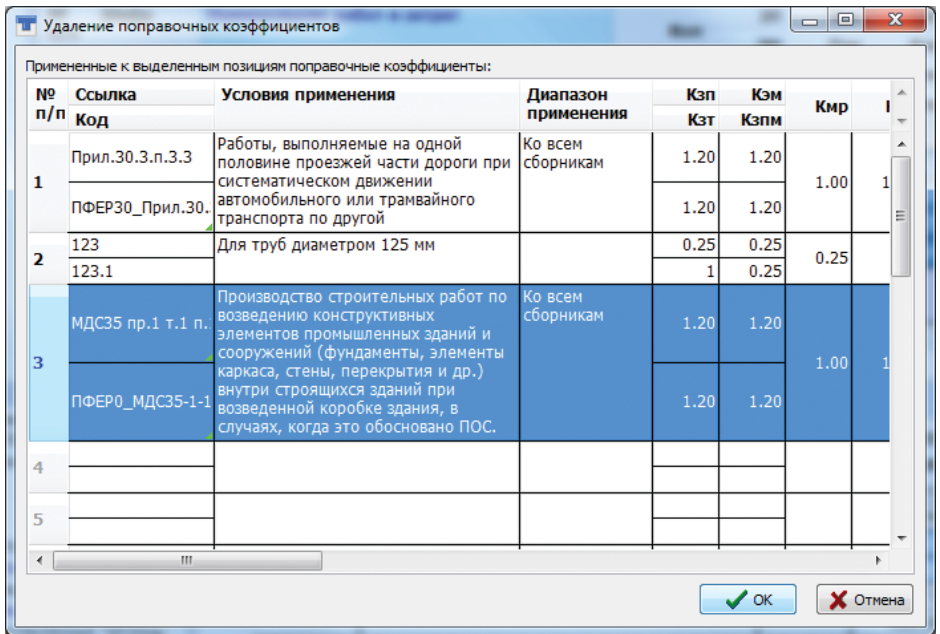 Удаление поправочных коэффициентов
Примененные к выделенным позициям поправочные коэффициенты:
№ п/п Ссылка Условия применения Диапазон применения Кзп Кэм Кмр
Код Кзт Кзпм
1 Прил.30.3.п.3.3 Работы, выполняемые на одной Ко всем 1.20 1.20 1.00 1
половине проезжей части дороги при сборникам
систематическом движении
ПФЕР30_Прил.30. автомобильного или трамвайного 1.20 1.20
транспорта по другой
2 123 Для труб диаметром 125 мм 0.25 0.25 0.25
123.1 1 0.25
3 МДС35 пр.1 т.1 п. Производство строительных работ по Ко всем 1.20 1.20 1.00 1
возведению конструктивных сборникам
элементов промышленных зданий и
сооружений (фундаменты, элементы
каркаса, стены, перекрытия и др.)
ПФЕР0_МДС35-1-1 внутри строящихся зданий при 1.20 1.20
возведенной коробке здания, в
случаях, когда это обосновано ПОС.
4
5
ОК Отмена